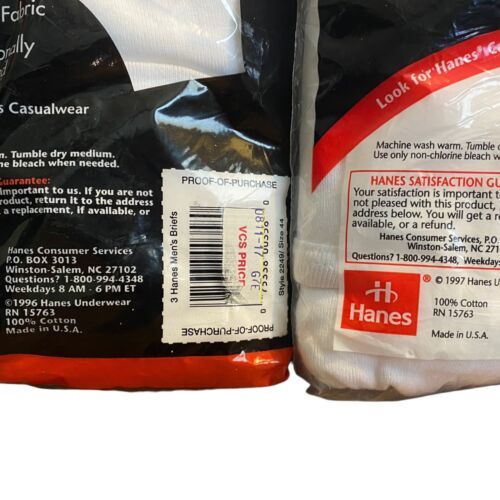 Fabric
onally
s Casualwear
n. Tumble dry medium.
e bleach when needed.
Guarantee:
important to us. If you are not
roduct, return it to the address
a replacement, if available, or
Hanes Consumer Services
P.O. BOX 3013
Winston-Salem, NC 27102
Questions? 1-800-994-4348
Weekdays 8 AM - 6 PM ET
©1996 Hanes Underwear
RN 15763
100% Cotton
Made in U.S.A.
PROOF-OF-PURCHASE
3 Hanes Men's Briefs
VCS PRICE
0811-17 GTE
Style 2249/ Size 44
PROOF-OF-PURCHASE
Look for Hanes
Machine wash warm. Tumble d
Use only non-chlorine bleach w
HANES SATISFACTION GU
Your satisfaction is important t
not pleased with this product,
address below. You will get a r
available, or a refund.
Hanes Consumer Services, P.O
Winston-Salem, NC 271
Questions? 1-800-994-4348, Weekdays
Hanes
®
© 1997 Hanes U
100% Cotton
RN 15763
Made in U.S.A.